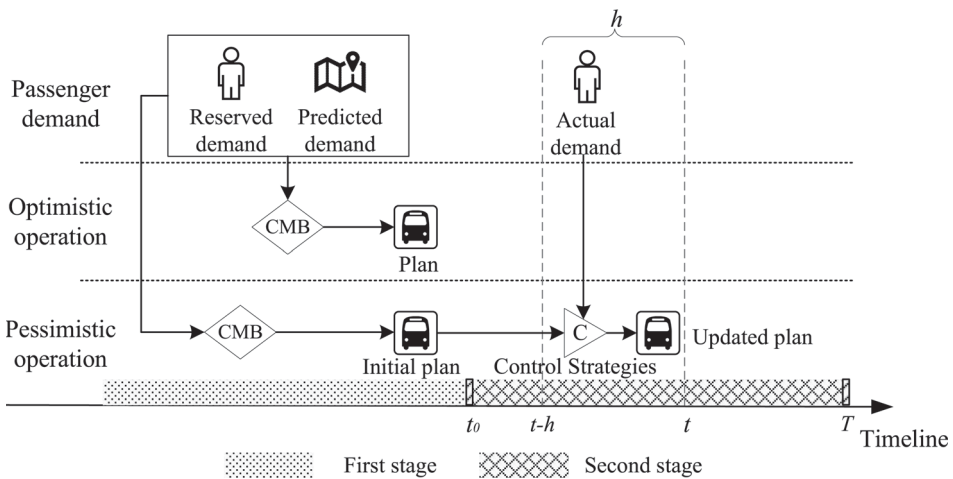 h
Passenger
demand
Reserved
demand
Predicted
demand
Actual
demand
Optimistic
operation
CMB
Plan
Pessimistic
operation
CMB
Initial plan
C
Control Strategies
Updated plan
t0
t-h
t
T
Timeline
First stage
Second stage